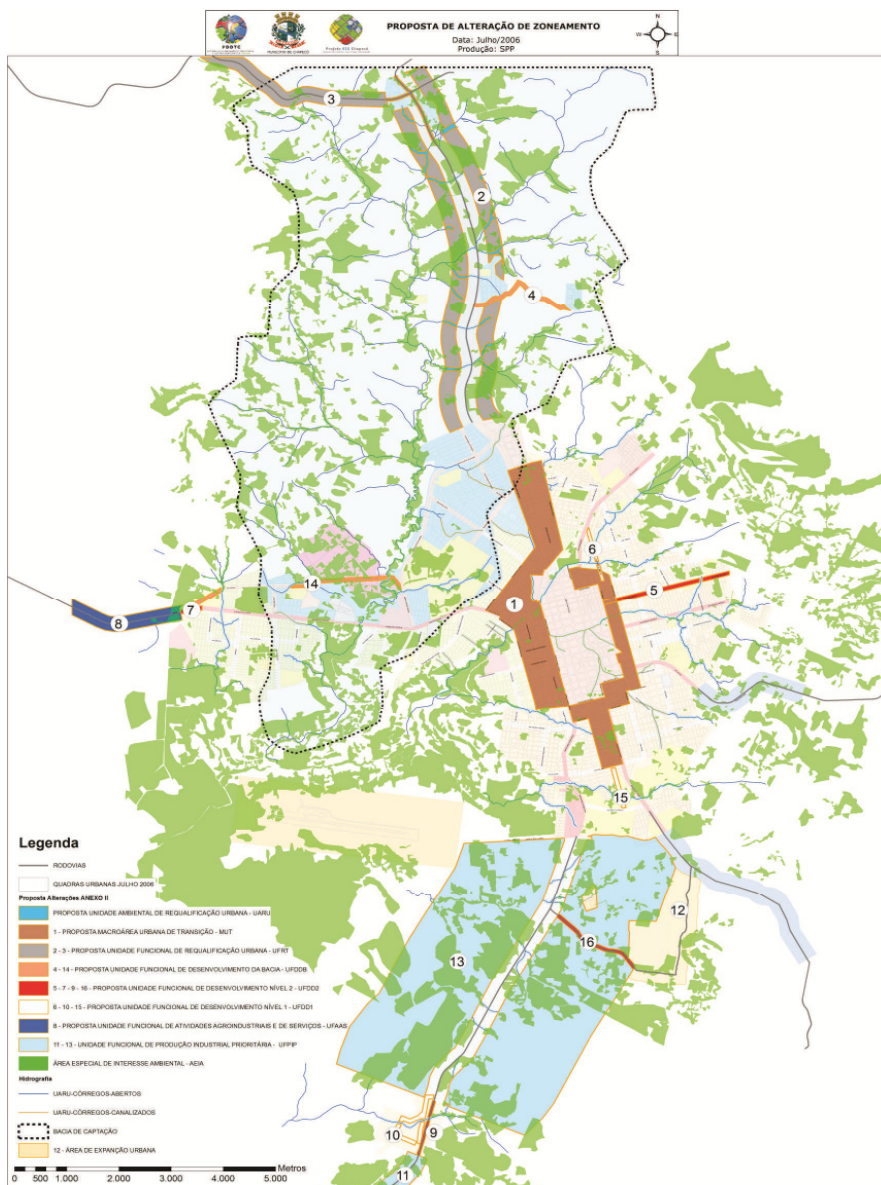 PROPOSTA DE ALTERAÇÃO DE ZONEAMENTO
Data: Julho/2006
Produção: SPP
N
W
E
S
MUNICÍPIO DE CHAPECÓ
3
2
4
6
5
14
1
7
8
15
12
13
16
10
9
11
Legenda
RODOVIAS
QUADRAS URBANAS JULHO 2006
Proposta Alterações ANEXO II
PROPOSTA UNIDADE AMBIENTAL DE REQUALIFICAÇÃO URBANA - UARU
1 - PROPOSTA MACROÁREA URBANA DE TRANSIÇÃO - MUT
2 - 3 - PROPOSTA UNIDADE FUNCIONAL DE REQUALIFICAÇÃO URBANA - UFRT
4 - 14 - PROPOSTA UNIDADE FUNCIONAL DE DESENVOLVIMENTO DA BACIA - UFDDB
5 - 7 - 9 - 16 - PROPOSTA UNIDADE FUNCIONAL DE DESENVOLVIMENTO NÍVEL 2 - UFDD2
6 - 10 - 15 - PROPOSTA UNIDADE FUNCIONAL DE DESENVOLVIMENTO NÍVEL 1 - UFDD1
8 - PROPOSTA UNIDADE FUNCIONAL DE ATIVIDADES AGROINDUSTRIAIS E DE SERVIÇOS - UFAAS
11 - 13 - UNIDADE FUNCIONAL DE PRODUÇÃO INDUSTRIAL PRIORITÁRIA - UFPIP
ÁREA ESPECIAL DE INTERESSE AMBIENTAL - AEIA
Hidrografia
UARU-CÓRREGOS-ABERTOS
UARU-CÓRREGOS-CANALIZADOS
BACIA DE CAPTAÇÃO
12 - ÁREA DE EXPANÇÃO URBANA
0 500 1.000 2.000 3.000 4.000 5.000 Metros